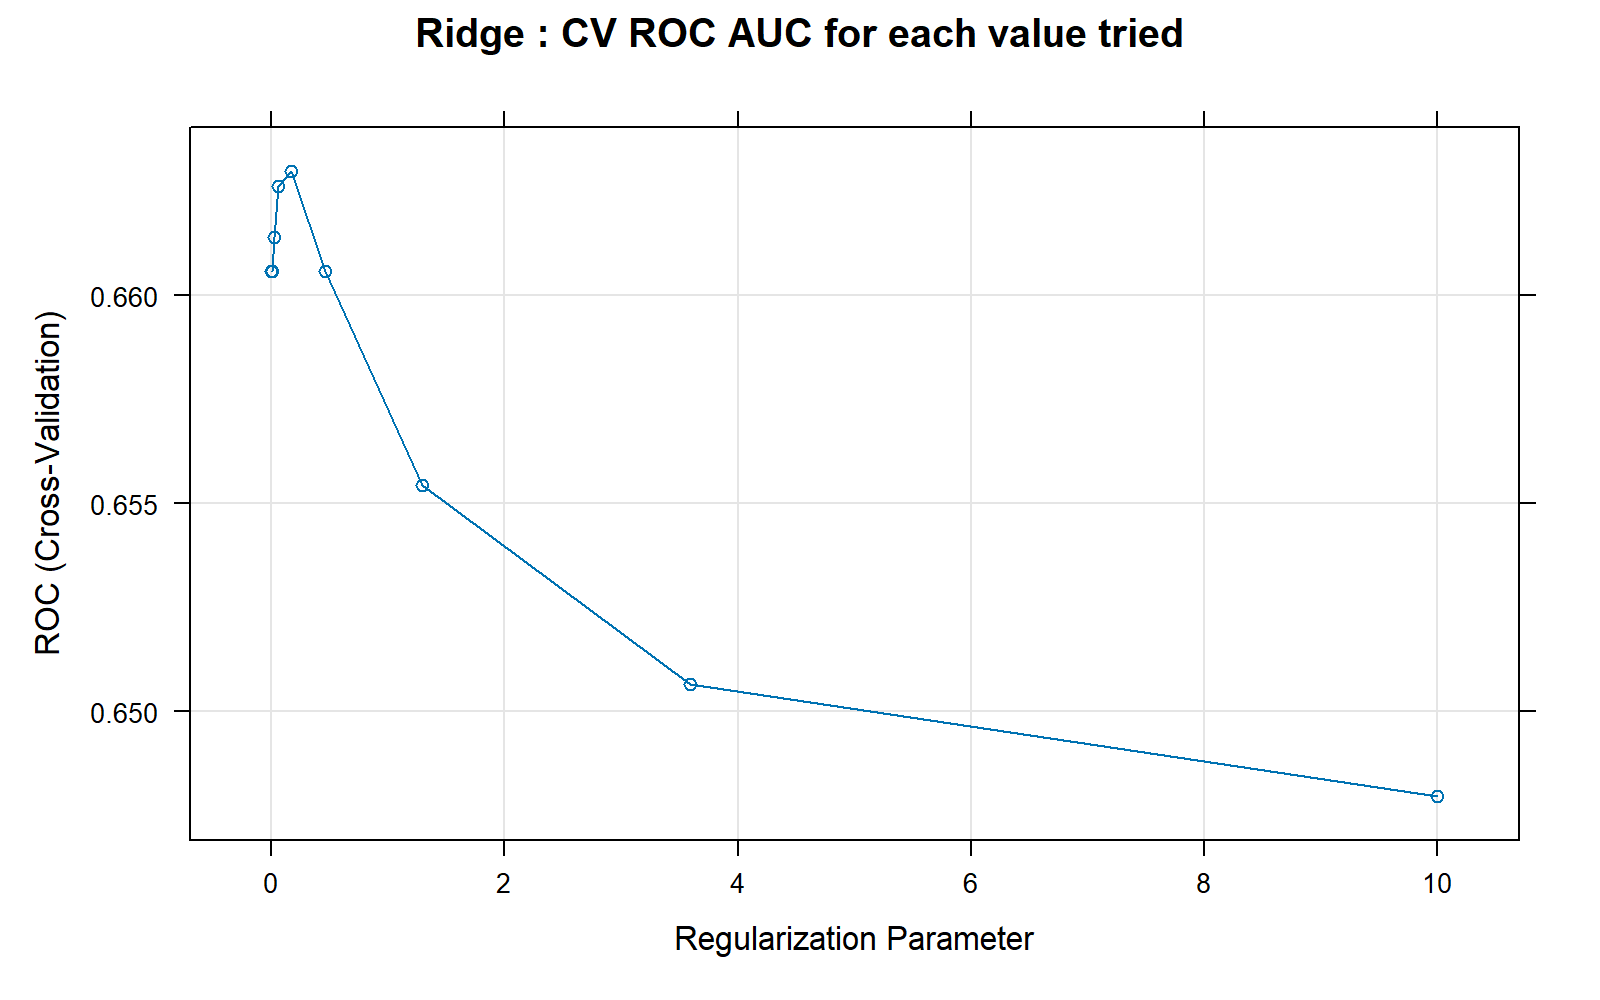 Ridge : CV ROC AUC for each value tried
ROC (Cross-Validation)
0.660
0.655
0.650
0 2 4 6 8 10
Regularization Parameter